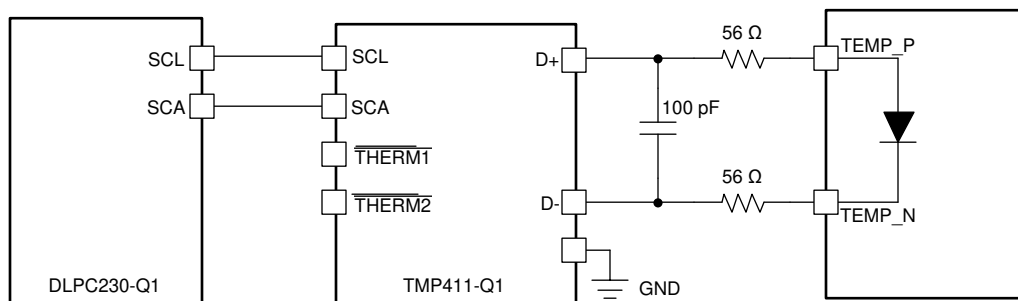 SCL
SCA
DLPC230-Q1
SCL
SCA
THERM1
THERM2
D+
D-
TMP411-Q1
GND
100 pF
56 Ω
56 Ω
TEMP_P
TEMP_N